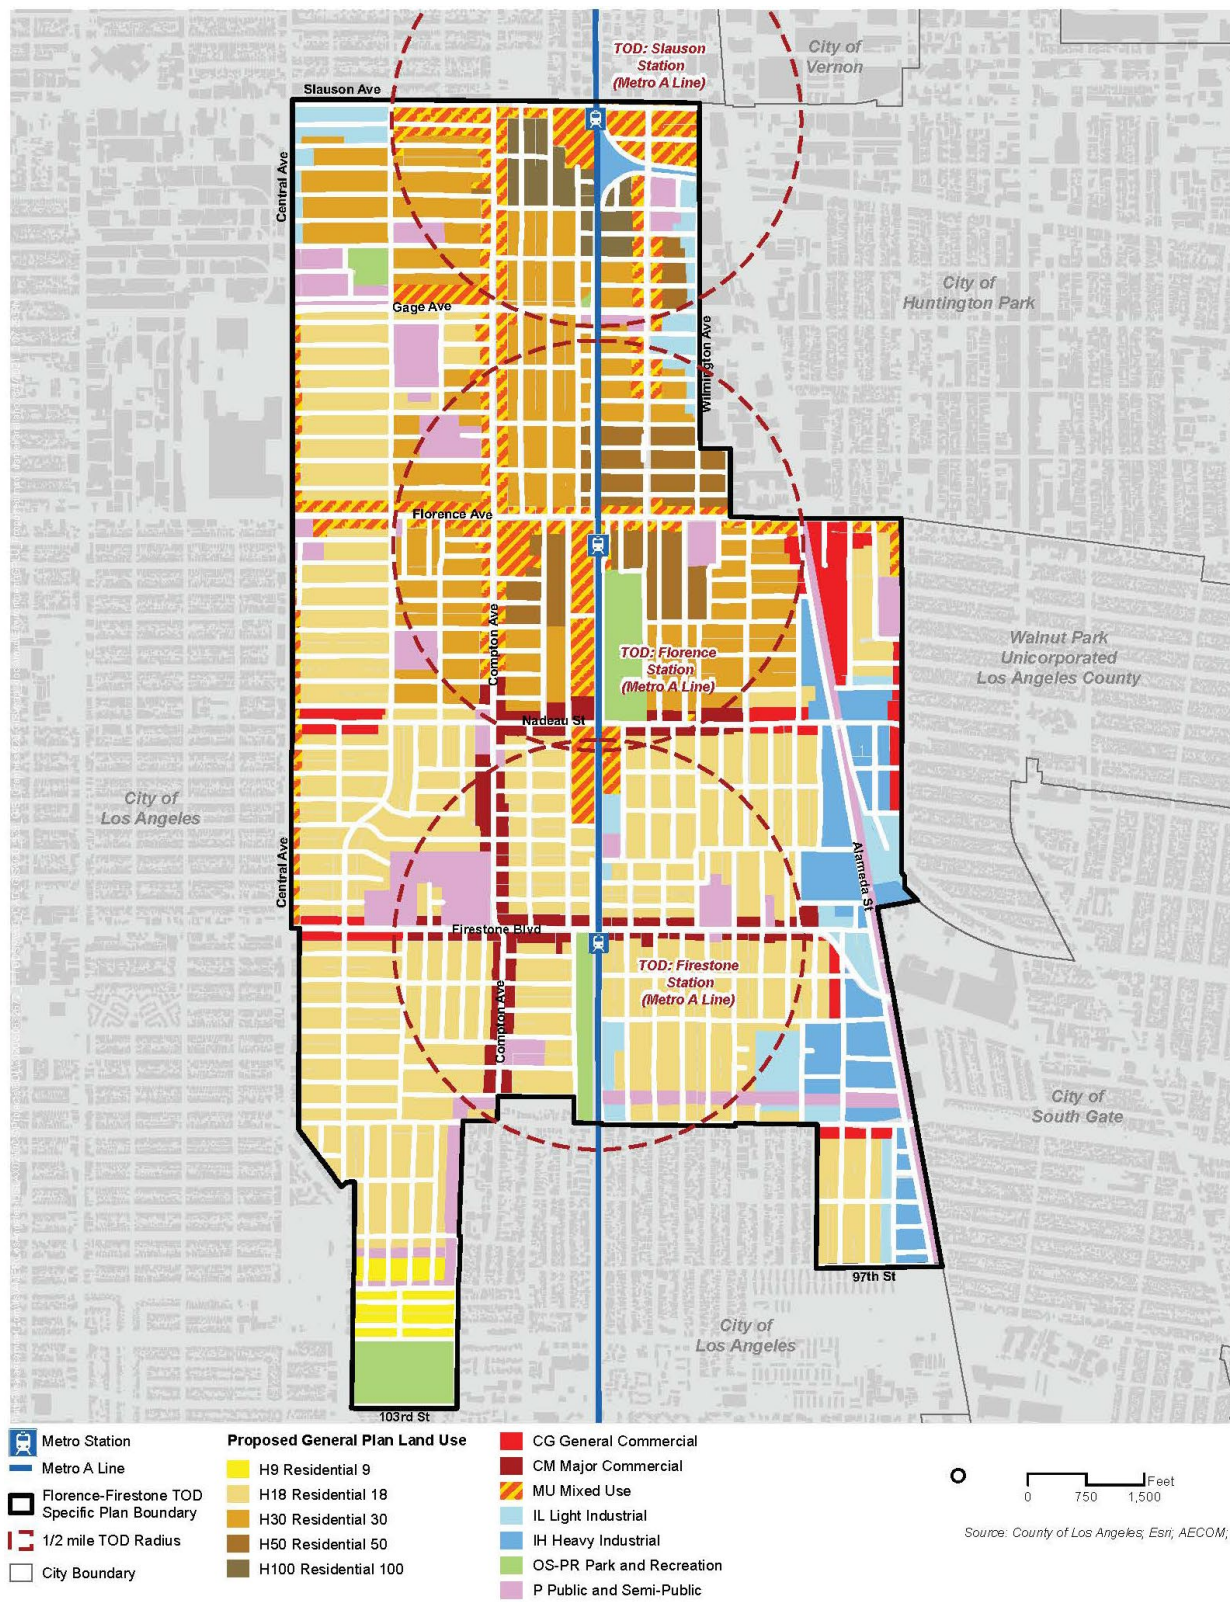 TOD: Slauson
Station
(Metro A Line)
City of
Vernon
Slauson Ave
Central Ave
City of
Huntington Park
Gage Ave
Wilmington Ave
Florence Ave
Compton Ave
TOD: Florence
Station
(Metro A Line)
Walnut Park
Unicorporated
Los Angeles County
Nadeau St
City of
Los Angeles
Central Ave
Alameda St
Firestone Blvd
TOD: Firestone
Station
(Metro A Line)
Compton Ave
City of
South Gate
97th St
City of
Los Angeles
103rd St
Metro Station
Metro A Line
Florence-Firestone TOD
Specific Plan Boundary
1/2 mile TOD Radius
City Boundary
Proposed General Plan Land Use
H9 Residential 9
H18 Residential 18
H30 Residential 30
H50 Residential 50
H100 Residential 100
CG General Commercial
CM Major Commercial
MU Mixed Use
IL Light Industrial
IH Heavy Industrial
OS-PR Park and Recreation
P Public and Semi-Public
Feet
0 750 1,500
Source: County of Los Angeles; Esri; AECOM;